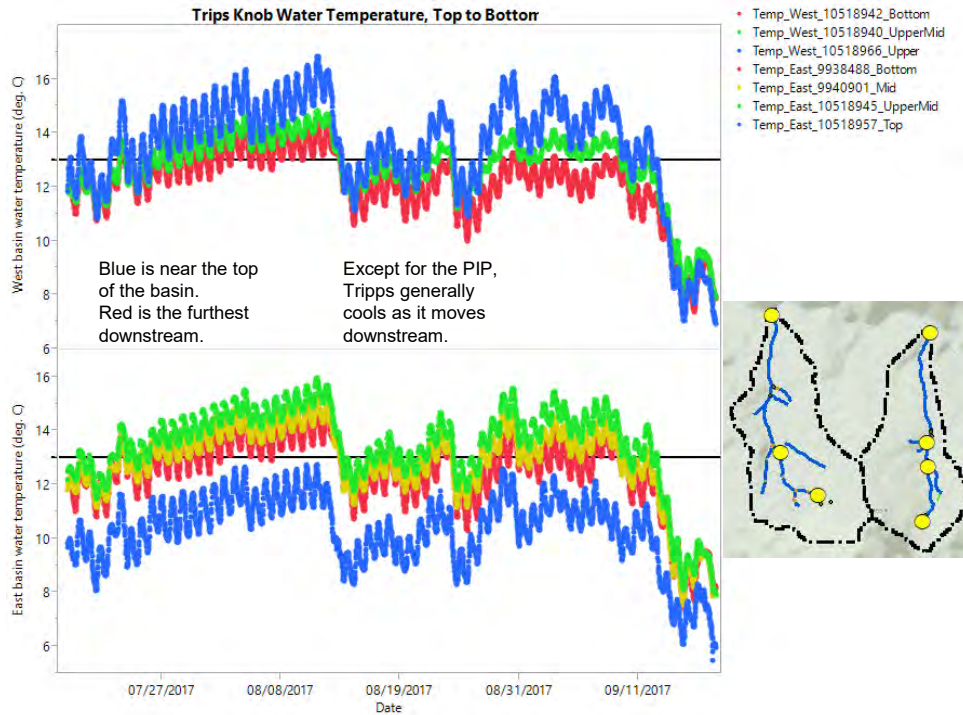 Trips Knob Water Temperature, Top to Bottom
Temp_West_10518942_Bottom
Temp_West_10518940_UpperMid
Temp_West_10518966_Upper
Temp_East_9938488_Bottom
Temp_East_9940901_Mid
Temp_East_10518945_UpperMid
Temp_East_10518957_Top
West basin water temperature (deg. C)
16
14
12
10
8
6
Blue is near the top
of the basin.
Red is the furthest
downstream.
Except for the PIP,
Tripps generally
cools as it moves
downstream.
East basin water temperature (deg. C)
16
14
12
10
8
6
07/27/2017
08/08/2017
08/19/2017
08/31/2017
09/11/2017
Date